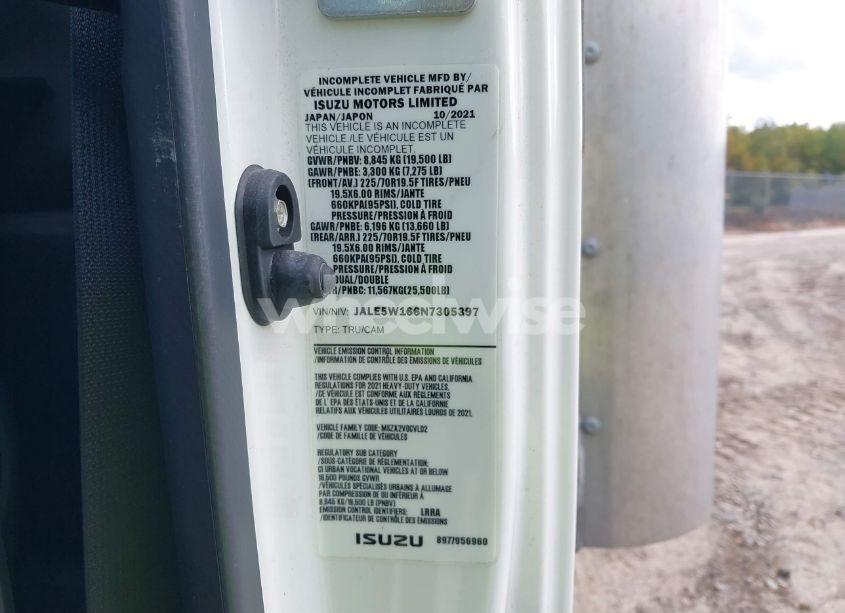 INCOMPLETE VEHICLE MFD BY/
VÉHICULE INCOMPLET FABRIQUÉ PAR
ISUZU MOTORS LIMITED
JAPAN/JAPON 10/2021
THIS VEHICLE IS AN INCOMPLETE
VEHICLE /LE VÉHICULE EST UN
VÉHICULE INCOMPLET.
GVWR/PNBV: 8,845 KG (19,500 LB)
GAWR/PNBE: 3,300 KG (7,275 LB)
(FRONT/AV.) 225/70R19.5F TIRES/PNEU
19.5X6.00 RIMS/JANTE
660KPA(95PSI), COLD TIRE
PRESSURE/PRESSION À FROID
GAWR/PNBE: 6,196 KG (13,660 LB)
(REAR/ARR.) 225/70R19.5F TIRES/PNEU
19.5X6.00 RIMS/JANTE
660KPA(95PSI), COLD TIRE
PRESSURE/PRESSION À FROID
DUAL/DOUBLE
/PNBC: 11,567KG(25,500LB)
wheelwise
VIN/NIV: JALE5W166N7305397
TYPE: TRU/CAM
VEHICLE EMISSION CONTROL INFORMATION
/INFORMATION DE CONTRÔLE DES ÉMISSIONS DE VÉHICULES
THIS VEHICLE COMPLIES WITH U.S. EPA AND CALIFORNIA
REGULATIONS FOR 2021 HEAVY-DUTY VEHICLES.
/CE VÉHICULE EST CONFORME AUX RÈGLEMENTS
DE L' EPA DES ÉTATS-UNIS ET DE LA CALIFORNIE
RELATIFS AUX VÉHICULES UTILITAIRES LOURDS DE 2021.
VEHICLE FAMILY CODE: MSZX2VOCVLD2
/CODE DE FAMILLE DE VÉHICULES
REGULATORY SUB CATEGORY
/SOUS-CATÉGORIE DE RÉGLEMENTATION:
CI URBAN VOCATIONAL VEHICLES AT OR BELOW
19,500 POUNDS GVWR
/VÉHICULES SPÉCIALISÉS URBAINS À ALLUMAGE
PAR COMPRESSION DE OU INFÉRIEUR À
8,845 KG/19,500 LB (PNBV)
EMISSION CONTROL IDENTIFIERS: LRRA
/IDENTIFICATEUR DE CONTRÔLE DES ÉMISSIONS
ISUZU 8977956960